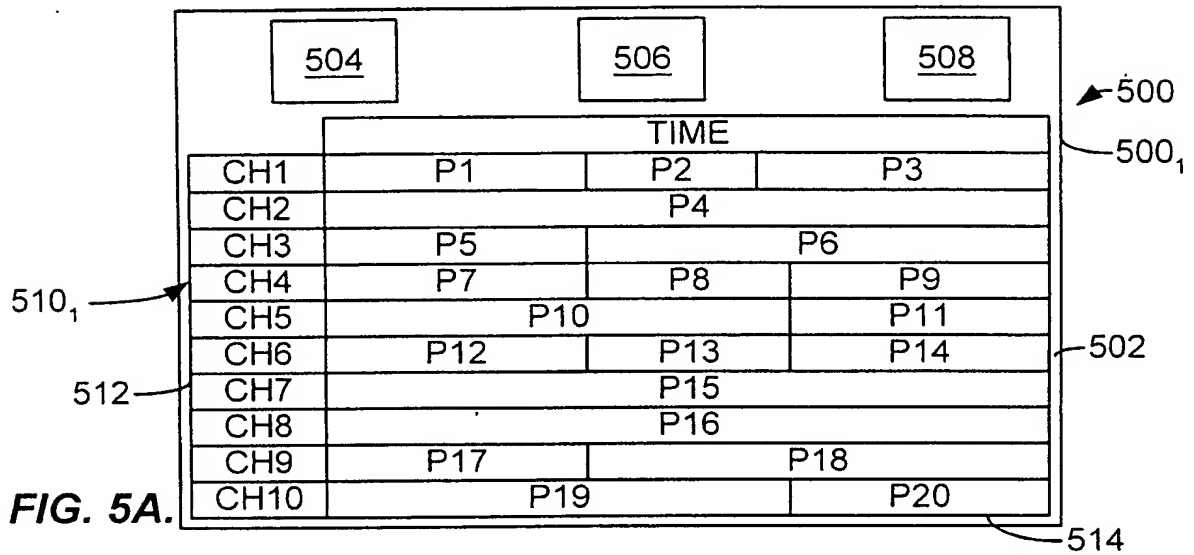 504 506 508
500
TIME
500₁
CH1 P1 P2 P3
CH2 P4
CH3 P5 P6
CH4 P7 P8 P9
510₁
CH5 P10 P11
CH6 P12 P13 P14
502
512
CH7 P15
CH8 P16
CH9 P17 P18
CH10 P19 P20
FIG. 5A.
514